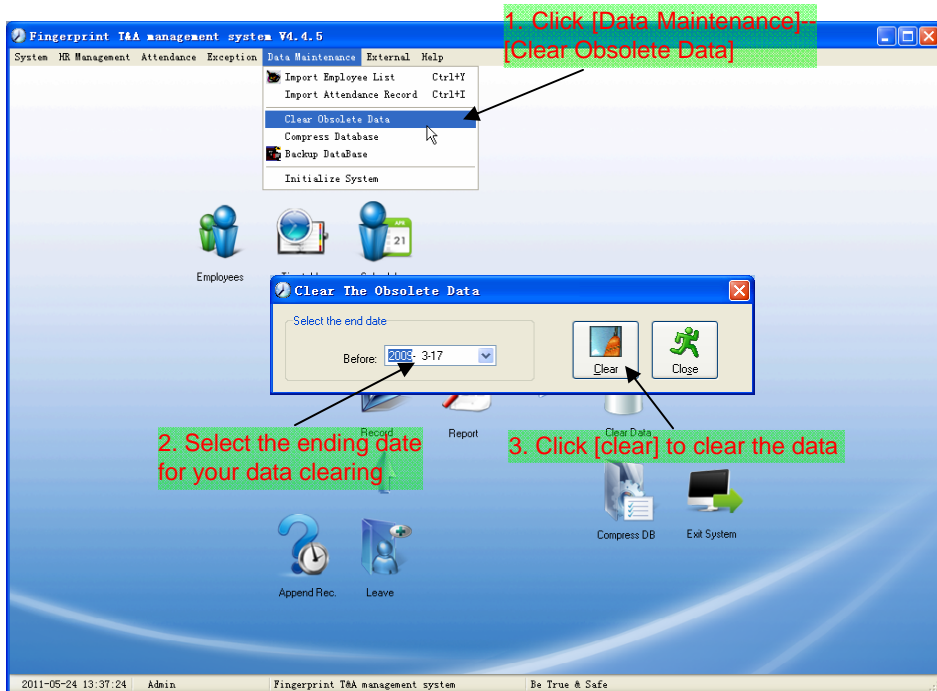 1. Click [Data Maintenance]--
[Clear Obsolete Data]
Fingerprint T&A management system V4.4.5
System HR Management Attendance Exception Data Maintenance External Help
Import Employee List Ctrl+Y
Import Attendance Record Ctrl+I
Clear Obsolete Data
Compress Database
Backup DataBase
Initialize System
APR
21
Employees
Clear The Obsolete Data
Select the end date
Before: 2009- 3-17
Clear
Close
Record
Report
Clear Data
2. Select the ending date
for your data clearing
3. Click [clear] to clear the data
Compress DB
Exit System
Append Rec.
Leave
2011-05-24 13:37:24 Admin Fingerprint T&A management system Be True & Safe